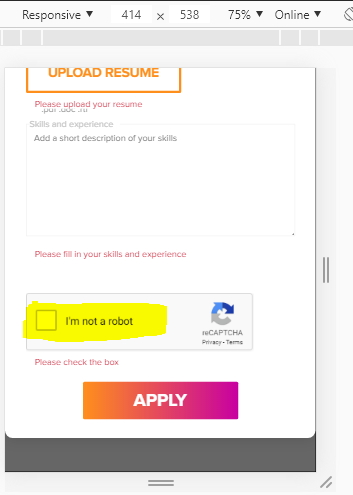 Responsive ▼ 414 x 538 75% ▼ Online ▼
UPLOAD RESUME
Please upload your resume
.pdf .doc .rtf
Skills and experience
Add a short description of your skills
Please fill in your skills and experience
I'm not a robot
reCAPTCHA
Privacy - Terms
Please check the box
APPLY